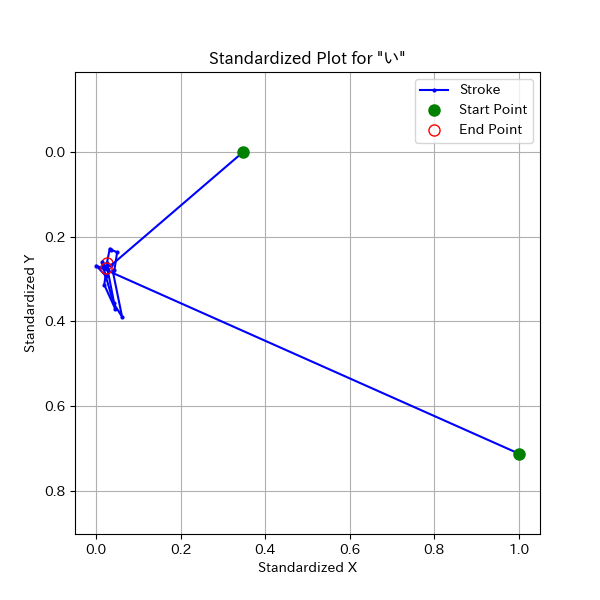 Standardized Plot for "い"
Stroke
Start Point
End Point
0.0
0.2
0.4
0.6
0.8
Standardized Y
0.0 0.2 0.4 0.6 0.8 1.0
Standardized X